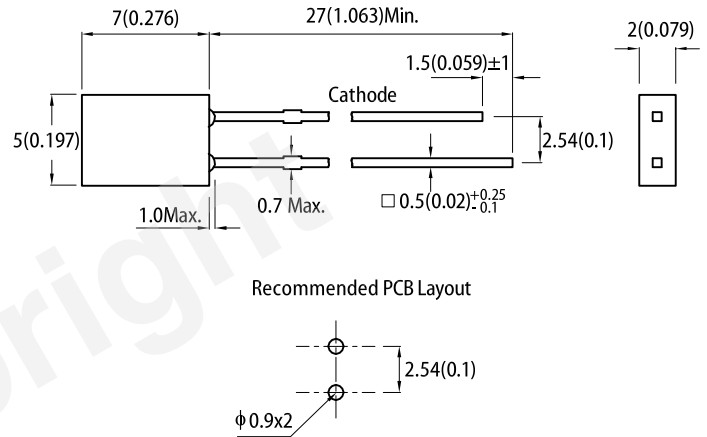 7(0.276)
27(1.063)Min.
2(0.079)
1.5(0.059)±1
Cathode
5(0.197)
2.54(0.1)
0.7 Max.
□ 0.5(0.02)+0.25 -0.1
1.0Max.
Recommended PCB Layout
2.54(0.1)
ϕ0.9x2
bright